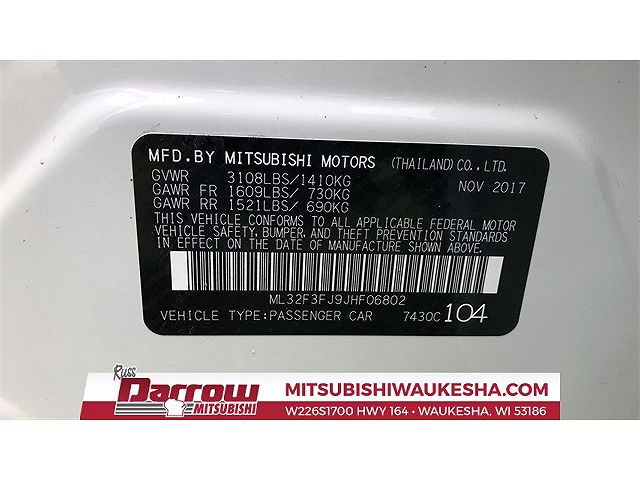 MFD.BY MITSUBISHI MOTORS (THAILAND) CO., LTD.
GVWR 3108LBS/1410KG NOV 2017
GAWR FR 1609LBS/ 730KG
GAWR RR 1521LBS/ 690KG
THIS VEHICLE CONFORMS TO ALL APPLICABLE FEDERAL MOTOR
VEHICLE SAFETY, BUMPER, AND THEFT PREVENTION STANDARDS
IN EFFECT ON THE DATE OF MANUFACTURE SHOWN ABOVE.
ML32F3FJ9JHF06802
VEHICLE TYPE:PASSENGER CAR 7430C 104
Russ
Darrow
MITSUBISHI
MITSUBISHIWAUKESHA.COM
W226S1700 HWY 164 • WAUKESHA, WI 53186